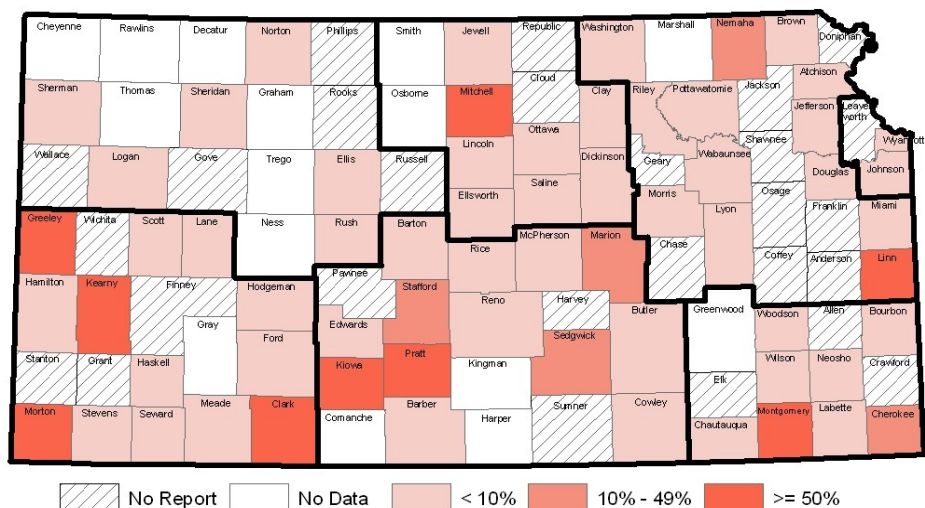 Cheyenne Rawlins Decatur Norton Phillips Smith Jewell Republic Washington Marshall Nemaha Brown Doniphan
Sherman Thomas Sheridan Graham Rooks Osborne Mitchell Cloud Clay Riley Pottawatomie Jackson Atchison
Jefferson Leavenworth Wyandott
Wallace Logan Gove Trego Ellis Russell Lincoln Ottawa Dickinson Geary Wabaunsee Shawnee Douglas Johnson
Ellsworth Saline Morris Lyon Osage Franklin Miami
Greeley Wichita Scott Lane Ness Rush Barton Rice McPherson Marion Chase Coffey Anderson Linn
Hamilton Kearny Finney Hodgeman Pawnee Stafford Reno Harvey Butler Greenwood Woodson Allen Bourbon
Gray Ford Edwards Sedgwick
Stanton Grant Haskell Kiowa Pratt Kingman Elk Wilson Neosho Crawford
Morton Stevens Seward Meade Clark Comanche Barber Harper Sumner Cowley Chautauqua Montgomery Labette Cherokee
No Report No Data < 10% 10% - 49% >= 50%